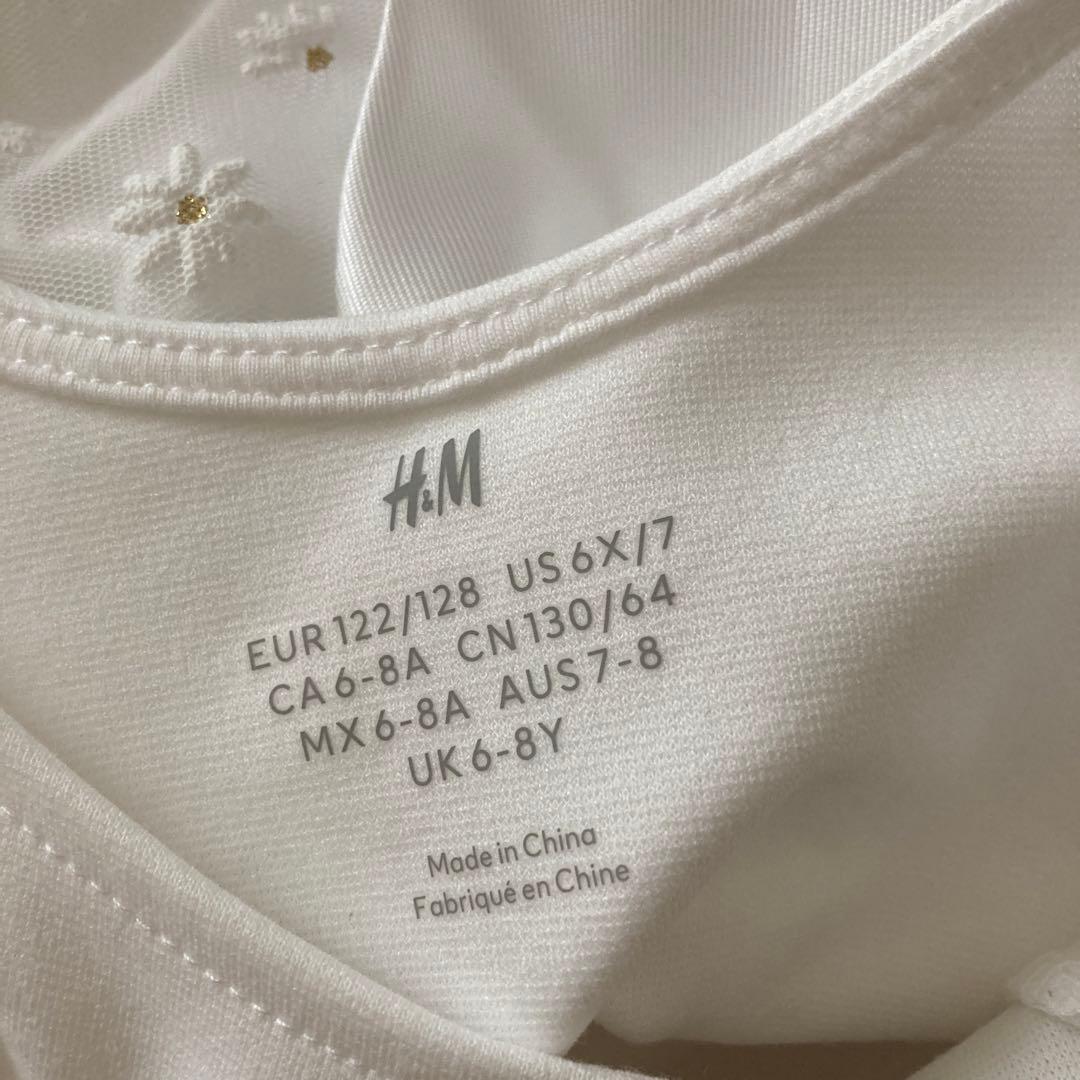 H&M
EUR 122/128 US 6X/7
CA 6-8A CN 130/64
MX 6-8A AUS 7-8
UK 6-8Y
Made in China
Fabriqué en Chine